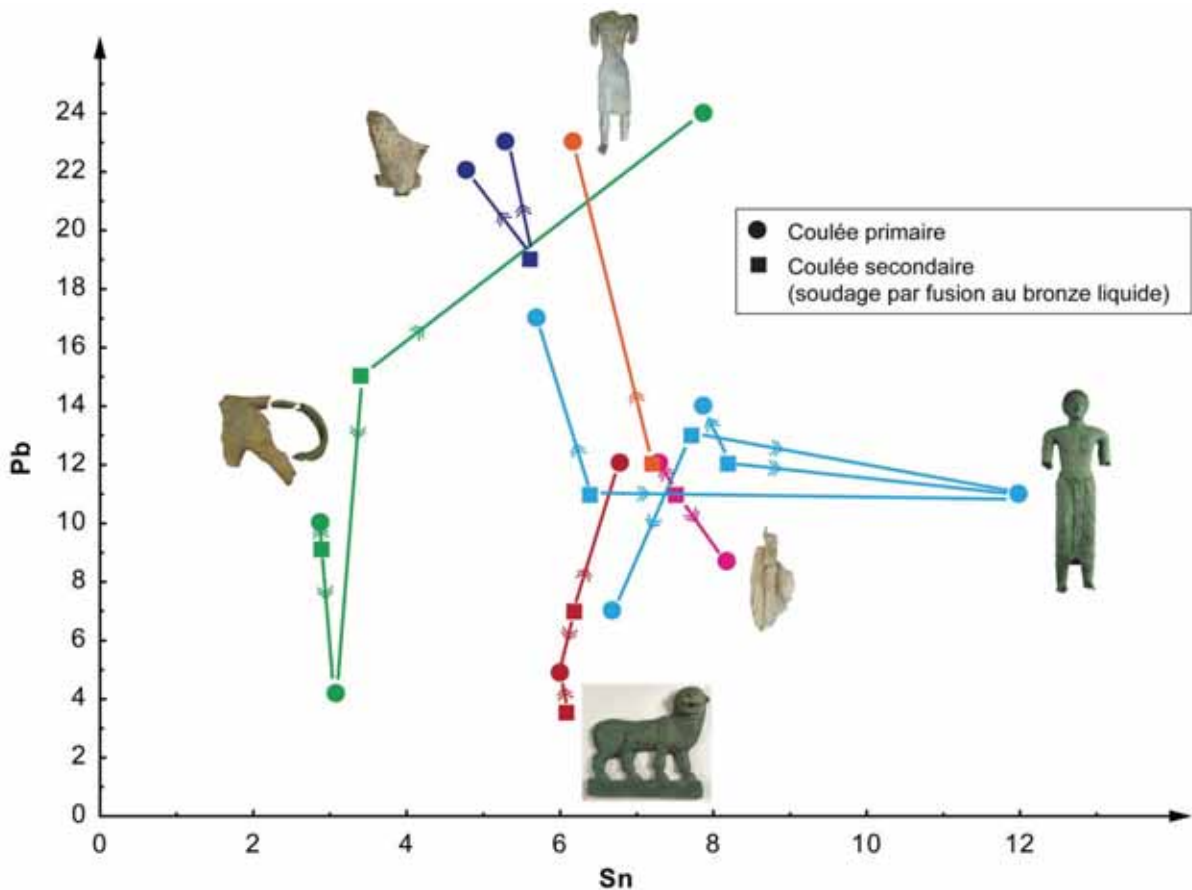 Pb
24
22
20
18
16
14
12
10
8
6
4
2
0
0 2 4 6 8 10 12
Sn
Coulée primaire
Coulée secondaire
(soudage par fusion au bronze liquide)